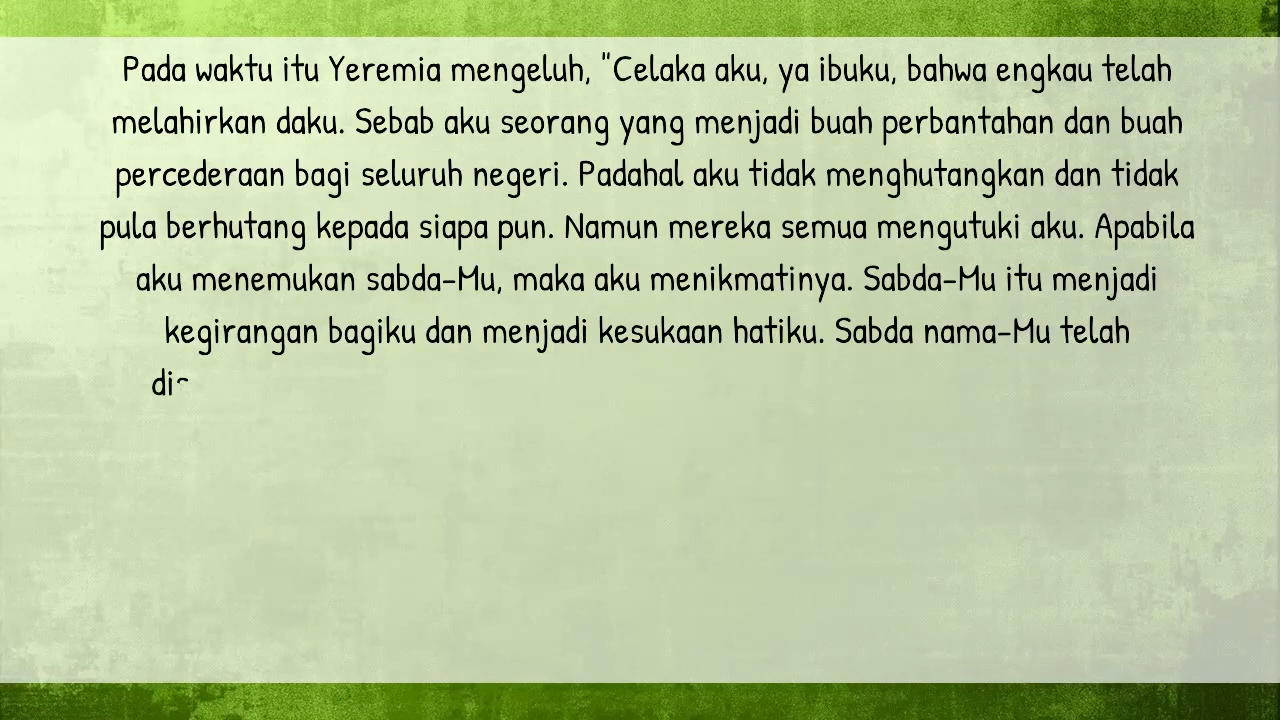 Pada waktu itu Yeremia mengeluh, "Celaka aku, ya ibuku, bahwa engkau telah
melahirkan daku. Sebab aku seorang yang menjadi buah perbantahan dan buah
percederaan bagi seluruh negeri. Padahal aku tidak menghutangkan dan tidak
pula berhutang kepada siapa pun. Namun mereka semua mengutuki aku. Apabila
aku menemukan sabda-Mu, maka aku menikmatinya. Sabda-Mu itu menjadi
kegirangan bagiku dan menjadi kesukaan hatiku. Sabda nama-Mu telah